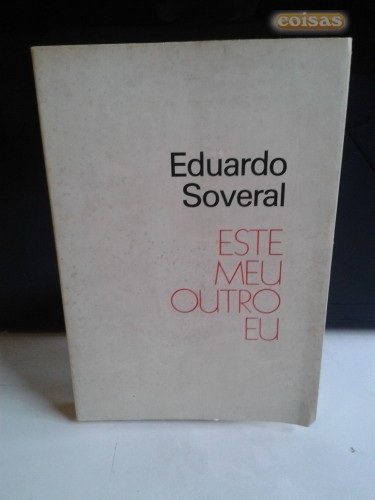 coisas
Eduardo
Soveral
ESTE
MEU
OUTRO
EU